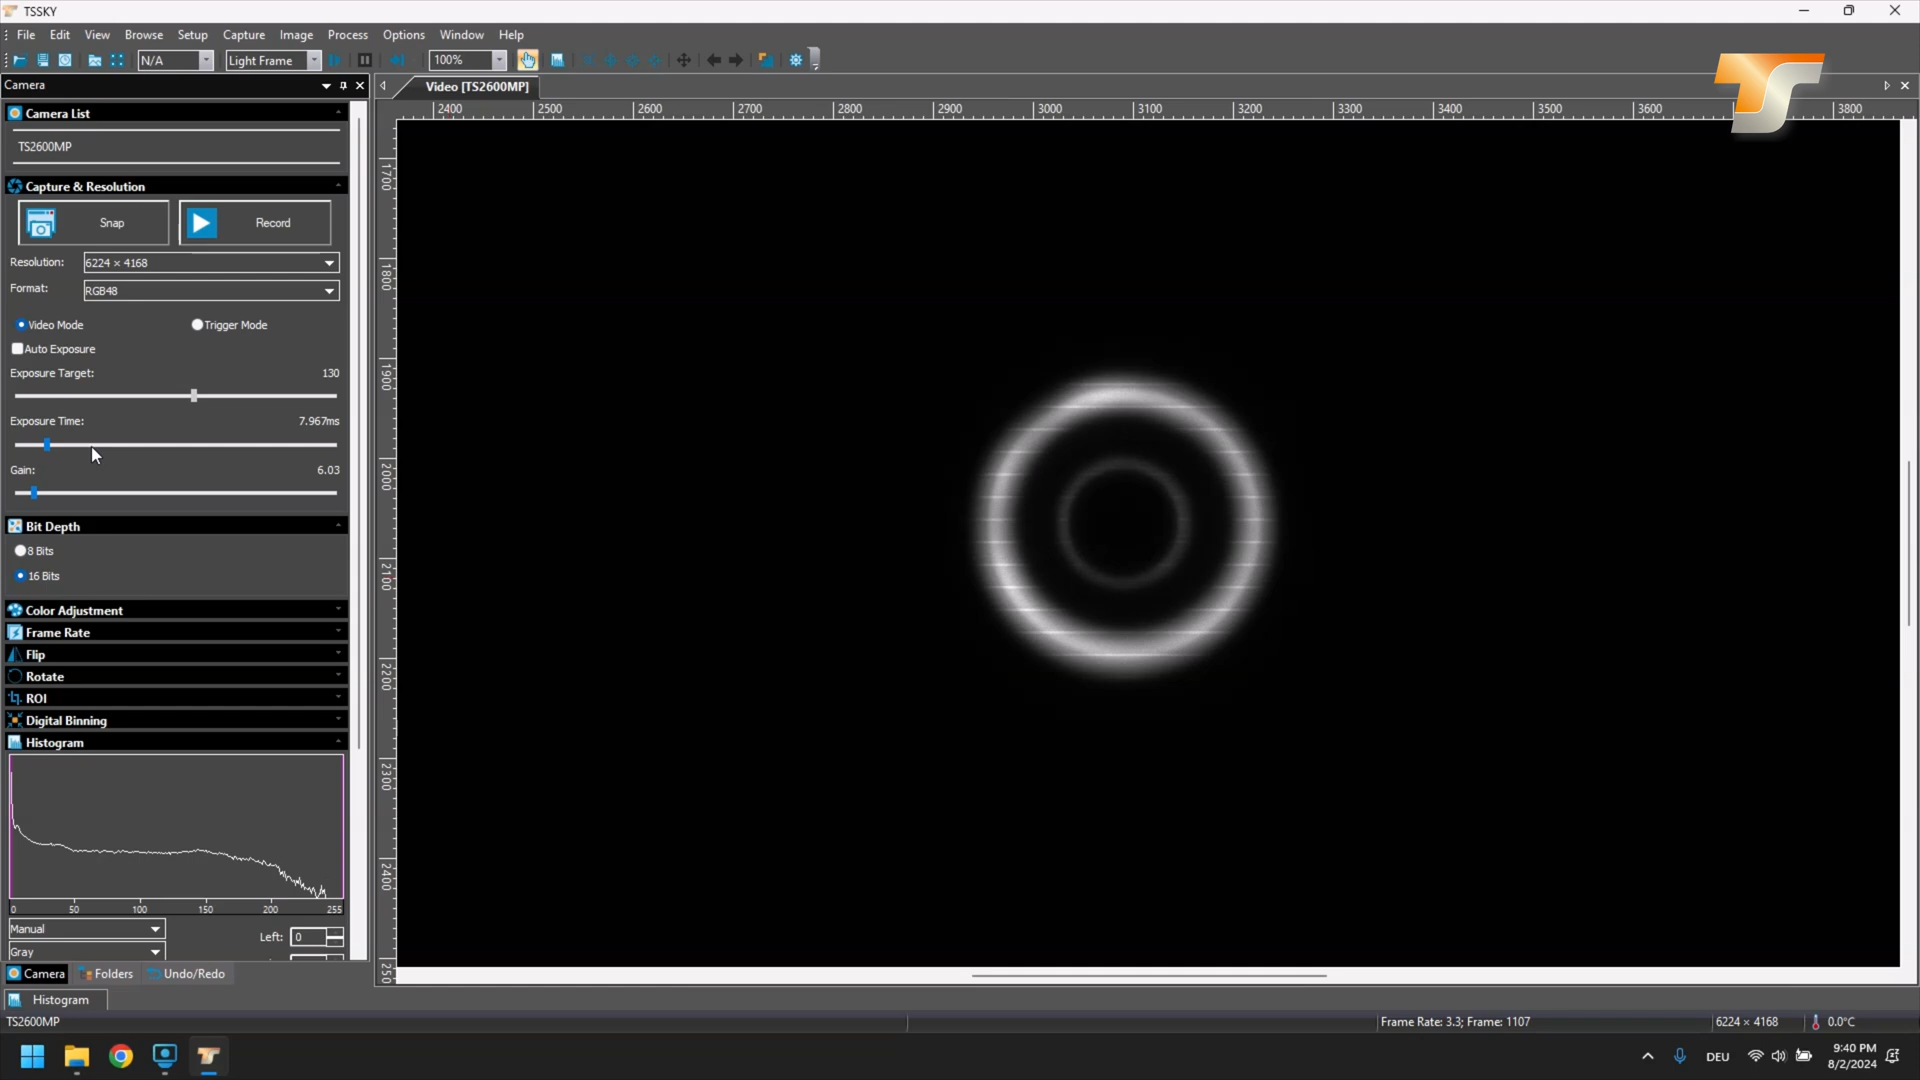 TSSKY
File Edit View Browse Setup Capture Image Process Options Window Help
N/A Light Frame 100%
Camera
Video [TS2600MP]
2400 2500 2600 2700 2800 2900 3000 3100 3200 3300 3400 3500 3600 3800
Camera List
TS2600MP
Capture & Resolution
Snap Record
Resolution: 6224 × 4168
Format: RGB48
Video Mode Trigger Mode
Auto Exposure
Exposure Target: 130
Exposure Time: 7.967ms
Gain: 6.03
Bit Depth
8 Bits
16 Bits
Color Adjustment
Frame Rate
Flip
Rotate
ROI
Digital Binning
Histogram
0 50 100 150 200 255
Manual
Left: 0
Gray
1700
1800
1900
2000
2100
2200
2300
2400
250
Camera Folders Undo/Redo
Histogram
TS2600MP
Frame Rate: 3.3; Frame: 1107
6224 × 4168
0.0°C
DEU
9:40 PM
8/2/2024